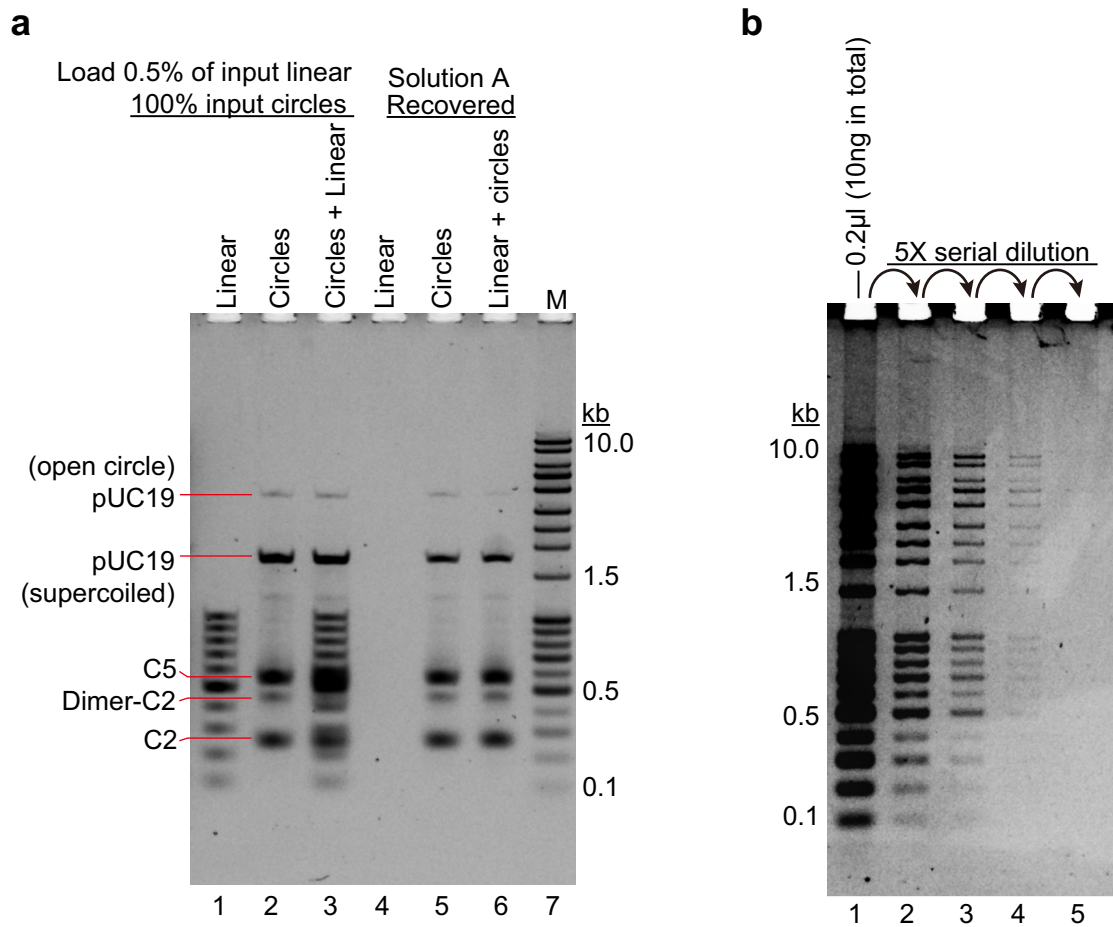 a
Load 0.5% of input linear
100% input circles
Solution A
Recovered
Linear
Circles
Circles + Linear
Linear
Circles
Linear + circles
M
kb
10.0
1.5
0.5
0.1
(open circle)
pUC19
pUC19
(supercoiled)
C5
Dimer-C2
C2
1 2 3 4 5 6 7
b
0.2µl (10ng in total)
5X serial dilution
kb
10.0
1.5
0.5
0.1
1 2 3 4 5